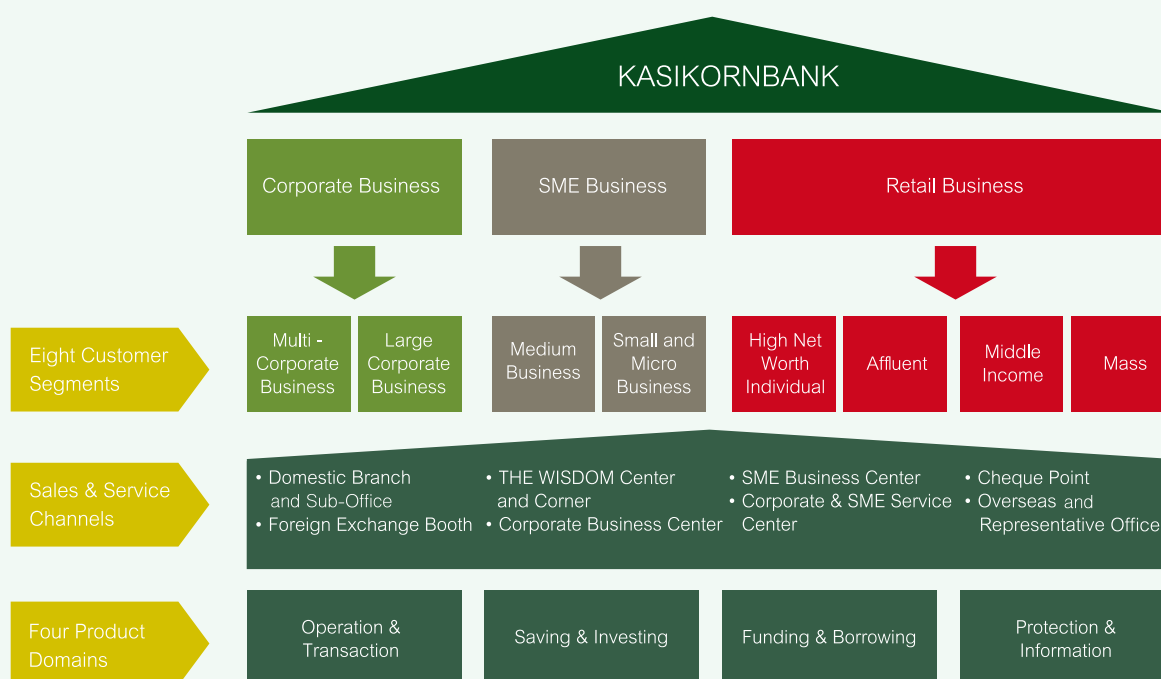 KASIKORNBANK
Corporate Business
SME Business
Retail Business
Eight Customer
Segments
Multi -
Corporate
Business
Large
Corporate
Business
Medium
Business
Small and
Micro
Business
High Net
Worth
Individual
Affluent
Middle
Income
Mass
Sales & Service
Channels
• Domestic Branch
and Sub-Office
• Foreign Exchange Booth
• THE WISDOM Center
and Corner
• Corporate Business Center
• SME Business Center
• Corporate & SME Service
Center
• Cheque Point
• Overseas and
Representative Office
Four Product
Domains
Operation &
Transaction
Saving & Investing
Funding & Borrowing
Protection &
Information